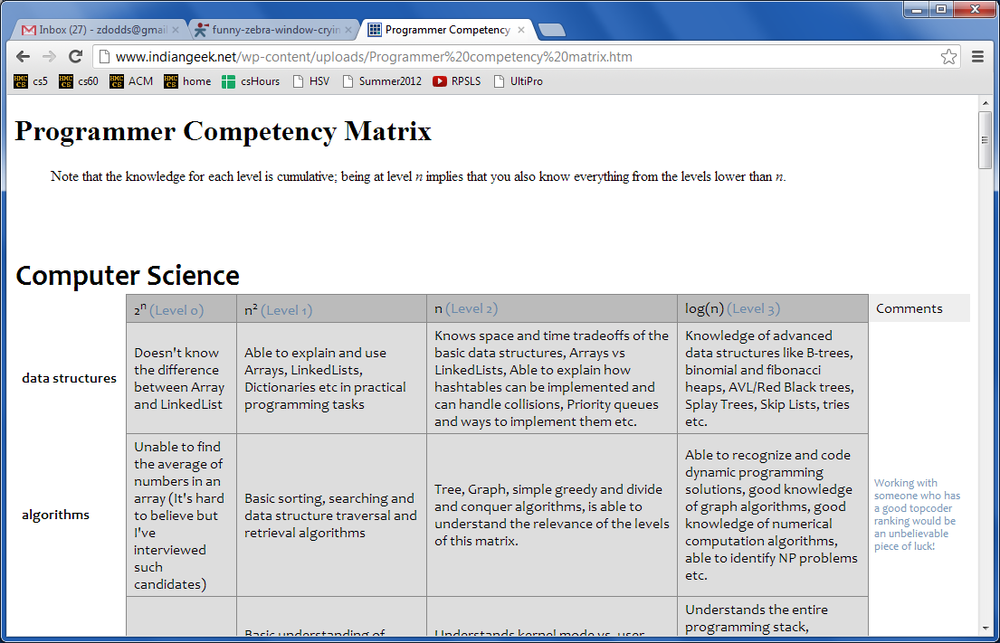 Inbox (27) - zdodds@gmail
funny-zebra-window-cryin
Programmer Competency
www.indiangeek.net/wp-content/uploads/Programmer%20competency%20matrix.htm
HMC CS cs5 HMC CS cs60 HMC CS ACM HMC CS home csHours HSV Summer2012 RPSLS UltiPro
Programmer Competency Matrix
Note that the knowledge for each level is cumulative; being at level n implies that you also know everything from the levels lower than n.
Computer Science
2ⁿ (Level 0)
n² (Level 1)
n (Level 2)
log(n) (Level 3)
Comments
data structures
Doesn't know
the difference
between Array
and LinkedList
Able to explain and use
Arrays, LinkedLists,
Dictionaries etc in practical
programming tasks
Knows space and time tradeoffs of the
basic data structures, Arrays vs
LinkedLists, Able to explain how
hashtables can be implemented and
can handle collisions, Priority queues
and ways to implement them etc.
Knowledge of advanced
data structures like B-trees,
binomial and fibonacci
heaps, AVL/Red Black trees,
Splay Trees, Skip Lists, tries
etc.
algorithms
Unable to find
the average of
numbers in an
array (It's hard
to believe but
I've
interviewed
such
candidates)
Basic sorting, searching and
data structure traversal and
retrieval algorithms
Tree, Graph, simple greedy and divide
and conquer algorithms, is able to
understand the relevance of the levels
of this matrix.
Able to recognize and code
dynamic programming
solutions, good knowledge
of graph algorithms, good
knowledge of numerical
computation algorithms,
able to identify NP problems
etc.
Working with
someone who has
a good topcoder
ranking would be
an unbelievable
piece of luck!
Basic understanding of
Understands kernel mode vs. user
Understands the entire
programming stack,